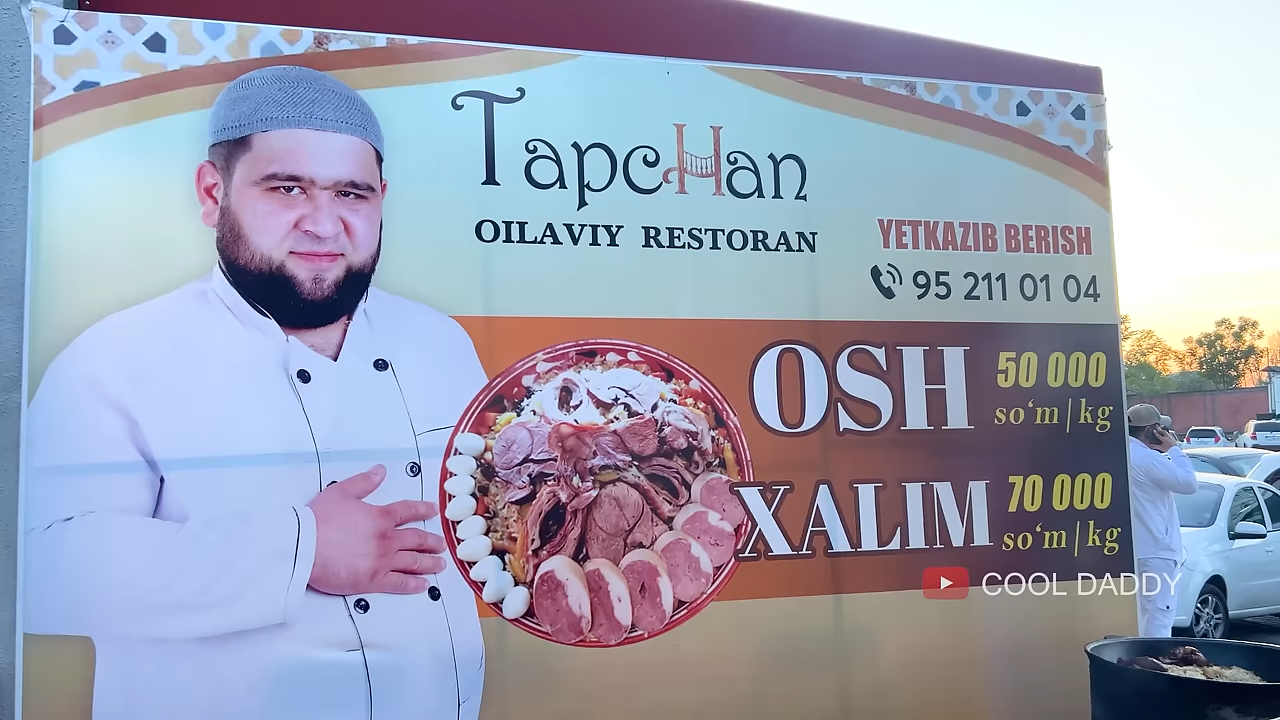 TapcHan
OILAVIY RESTORAN
YETKAZIB BERISH
95 211 01 04
OSH 50 000 so‘m|kg
XALIM 70 000 so‘m|kg
COOL DADDY